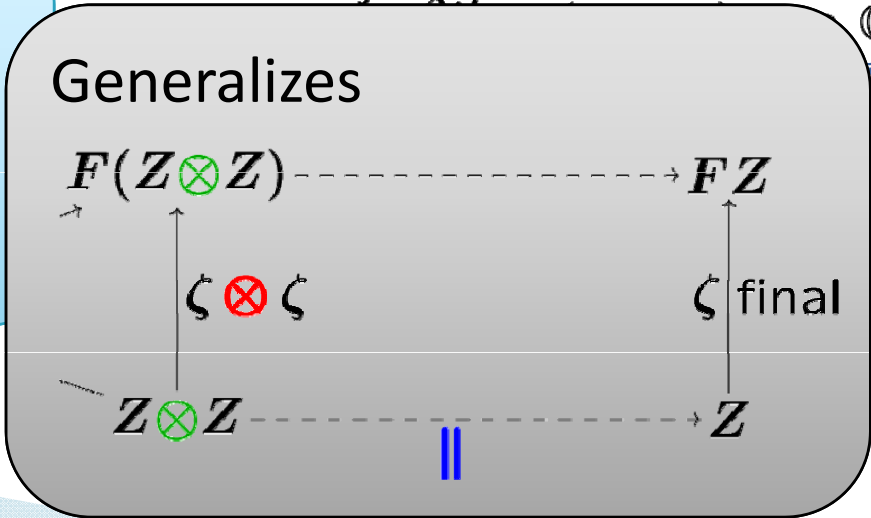 Generalizes
F(Z⊗Z) FZ
ζ ⊗ ζ ζ final
Z⊗Z Z
||